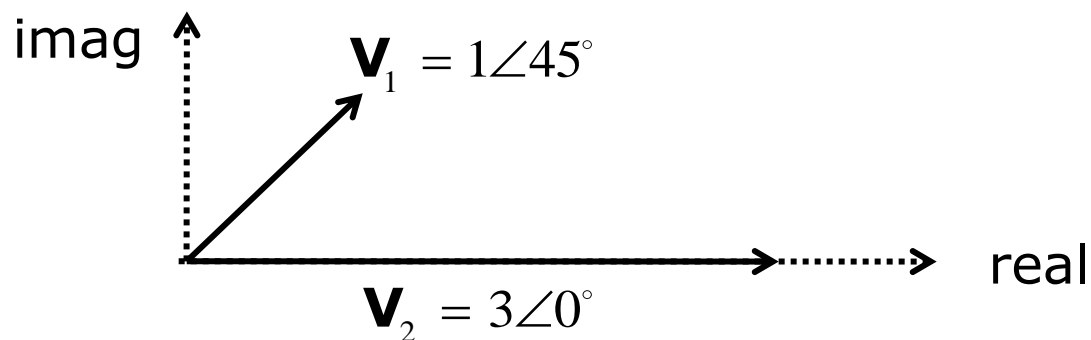 imag
V₁ = 1∠45°
real
V₂ = 3∠0°